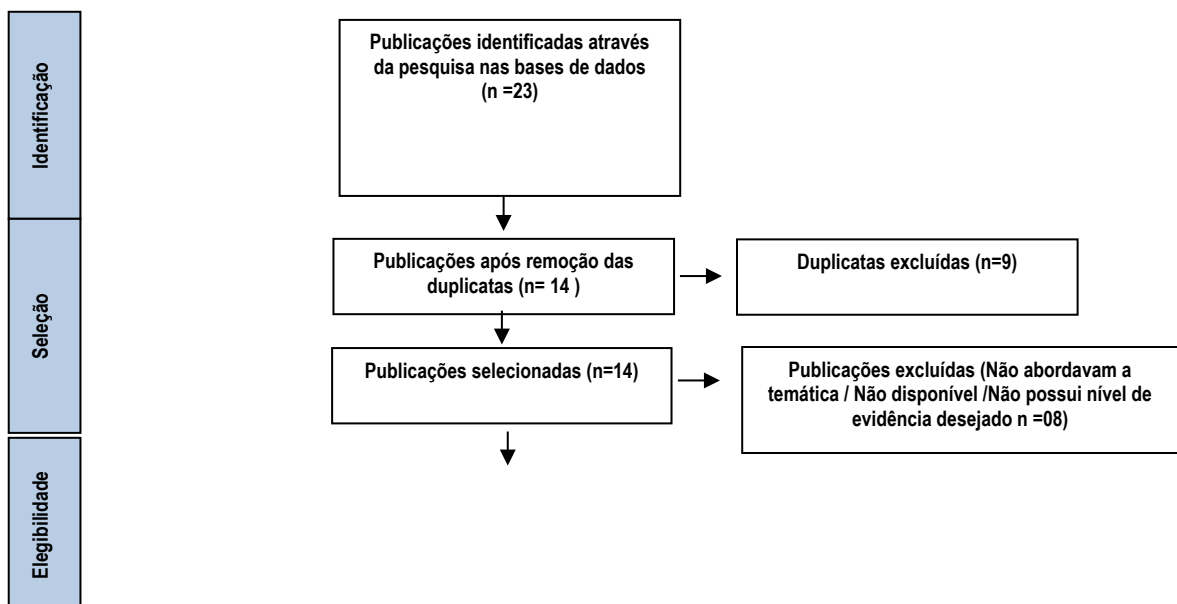 Identificação
Publicações identificadas através
da pesquisa nas bases de dados
(n =23)
Seleção
Publicações após remoção das
duplicatas (n= 14 )
Duplicatas excluídas (n=9)
Publicações selecionadas (n=14)
Publicações excluídas (Não abordavam a
temática / Não disponível /Não possui nível de
evidência desejado n =08)
Elegibilidade